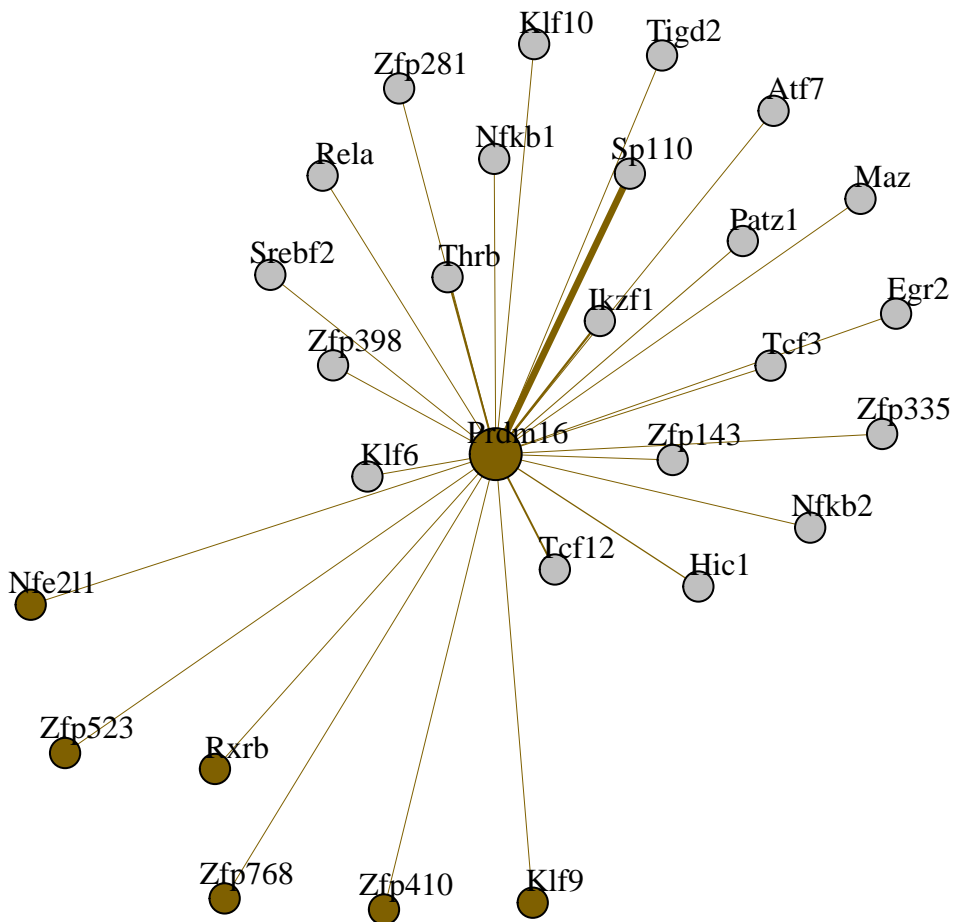 Klf10
Tigd2
Zfp281
Atf7
Nfkb1
Sp110
Rela
Maz
Patz1
Srebf2
Thrb
Egr2
Ikzf1
Zfp398
Tcf3
Zfp335
Prdm16
Zfp143
Klf6
Nfkb2
Tcf12
Hic1
Nfe2l1
Zfp523
Rxrb
Zfp768
Zfp410
Klf9